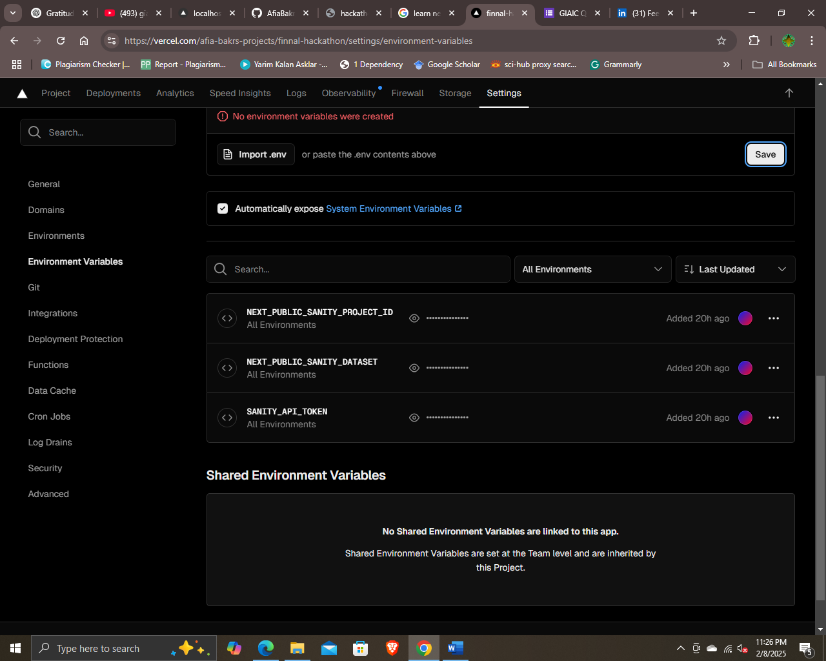 Gratitud
(493) gi
localhos
AfiaBak
hackath
learn ne
finnal-h
GIAIC Q
(31) Fee
https://vercel.com/afia-bakrs-projects/finnal-hackathon/settings/environment-variables
Plagiarism Checker |...
Report - Plagiarism...
Yarim Kalan Asklar -...
1 Dependency
Google Scholar
sci-hub proxy searc...
Grammarly
All Bookmarks
Project
Deployments
Analytics
Speed Insights
Logs
Observability
Firewall
Storage
Settings
No environment variables were created
Search...
Import .env
or paste the .env contents above
Save
General
Domains
Environments
Environment Variables
Git
Integrations
Deployment Protection
Functions
Data Cache
Cron Jobs
Log Drains
Security
Advanced
Automatically expose System Environment Variables
Search...
All Environments
Last Updated
NEXT_PUBLIC_SANITY_PROJECT_ID
All Environments
Added 20h ago
NEXT_PUBLIC_SANITY_DATASET
All Environments
Added 20h ago
SANITY_API_TOKEN
All Environments
Added 20h ago
Shared Environment Variables
No Shared Environment Variables are linked to this app.
Shared Environment Variables are set at the Team level and are inherited by
this Project.
Type here to search
11:26 PM
2/8/2025
5